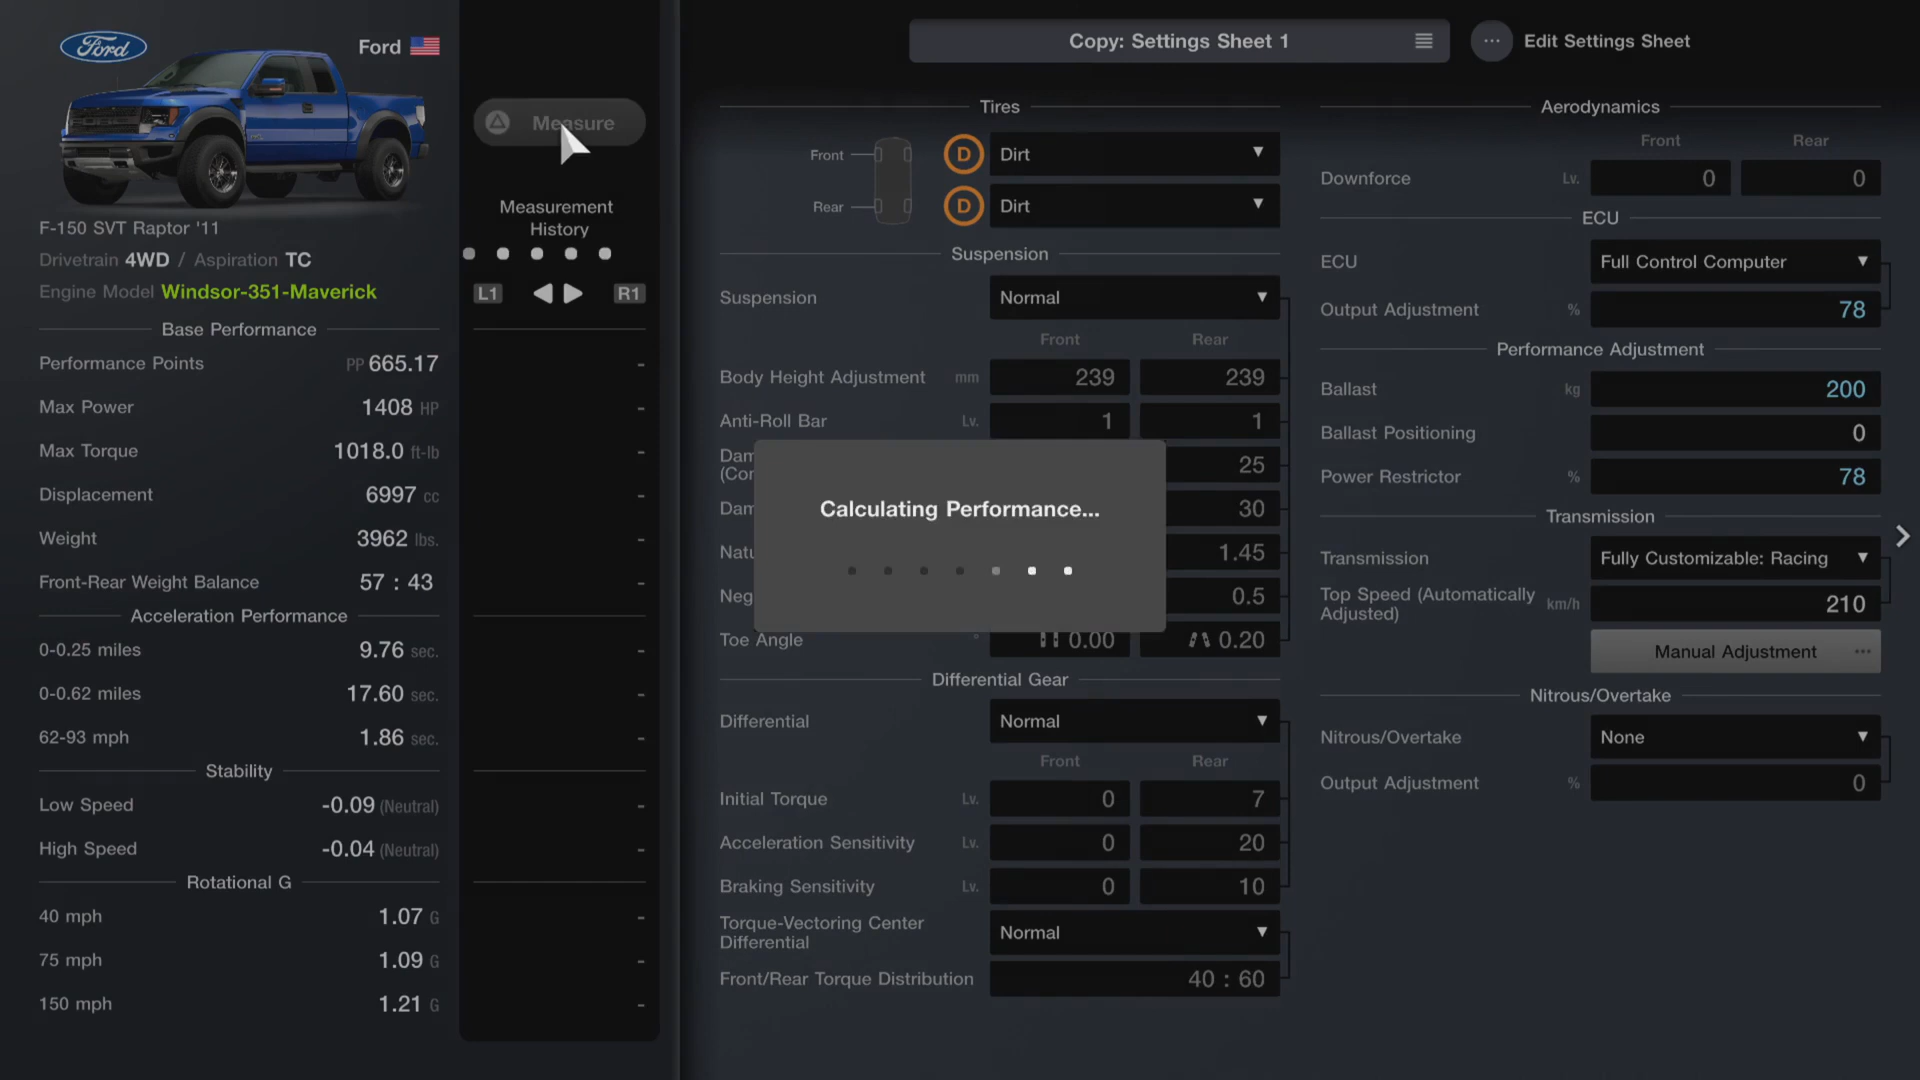 Ford
Ford
F-150 SVT Raptor '11
Drivetrain 4WD / Aspiration TC
Engine Model Windsor-351-Maverick
Base Performance
Performance Points PP 665.17
Max Power 1408 HP
Max Torque 1018.0 ft-lb
Displacement 6997 cc
Weight 3962 lbs.
Front-Rear Weight Balance 57 : 43
Acceleration Performance
0-0.25 miles 9.76 sec.
0-0.62 miles 17.60 sec.
62-93 mph 1.86 sec.
Stability
Low Speed -0.09 (Neutral)
High Speed -0.04 (Neutral)
Rotational G
40 mph 1.07 G
75 mph 1.09 G
150 mph 1.21 G
Measure
Measurement
History
L1 R1
-
-
-
-
-
-
-
-
-
-
-
-
-
-
Copy: Settings Sheet 1
Edit Settings Sheet
Tires
Front D Dirt
Rear D Dirt
Suspension
Suspension Normal
Front Rear
Body Height Adjustment mm 239 239
Anti-Roll Bar Lv. 1 1
Dam
(Cor 25
Dam 30
Natu 1.45
Neg 0.5
Toe Angle ° 0.00 0.20
Calculating Performance...
Differential Gear
Differential Normal
Front Rear
Initial Torque Lv. 0 7
Acceleration Sensitivity Lv. 0 20
Braking Sensitivity Lv. 0 10
Torque-Vectoring Center
Differential Normal
Front/Rear Torque Distribution 40 : 60
Aerodynamics
Front Rear
Downforce Lv. 0 0
ECU
ECU Full Control Computer
Output Adjustment % 78
Performance Adjustment
Ballast kg 200
Ballast Positioning 0
Power Restrictor % 78
Transmission
Transmission Fully Customizable: Racing
Top Speed (Automatically
Adjusted) km/h 210
Manual Adjustment
Nitrous/Overtake
Nitrous/Overtake None
Output Adjustment % 0